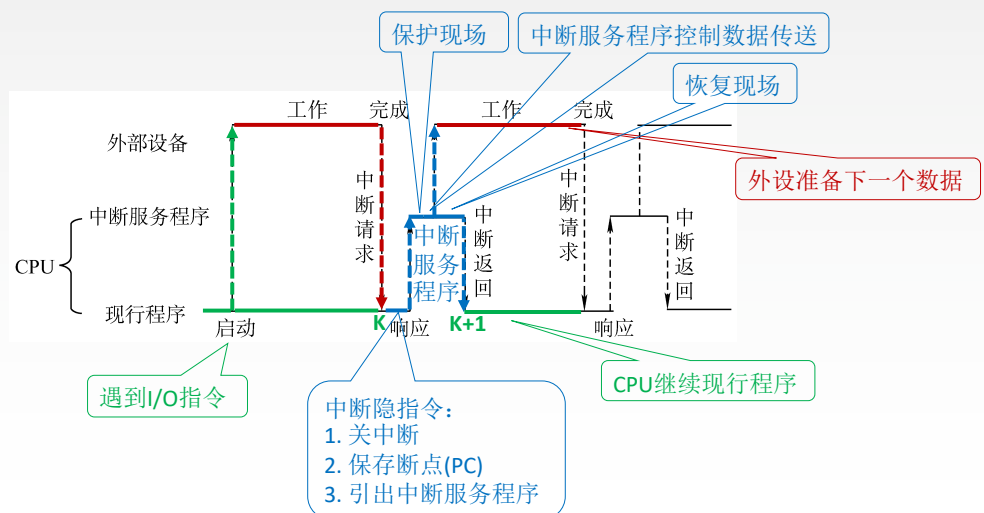 保护现场
中断服务程序控制数据传送
恢复现场
工作
完成
工作
完成
外部设备
外设准备下一个数据
中断请求
中断请求
中断服务程序
中断服务程序
中断返回
中断返回
CPU
现行程序
启动
K
响应
K+1
响应
遇到I/O指令
CPU继续现行程序
中断隐指令：
1. 关中断
2. 保存断点(PC)
3. 引出中断服务程序